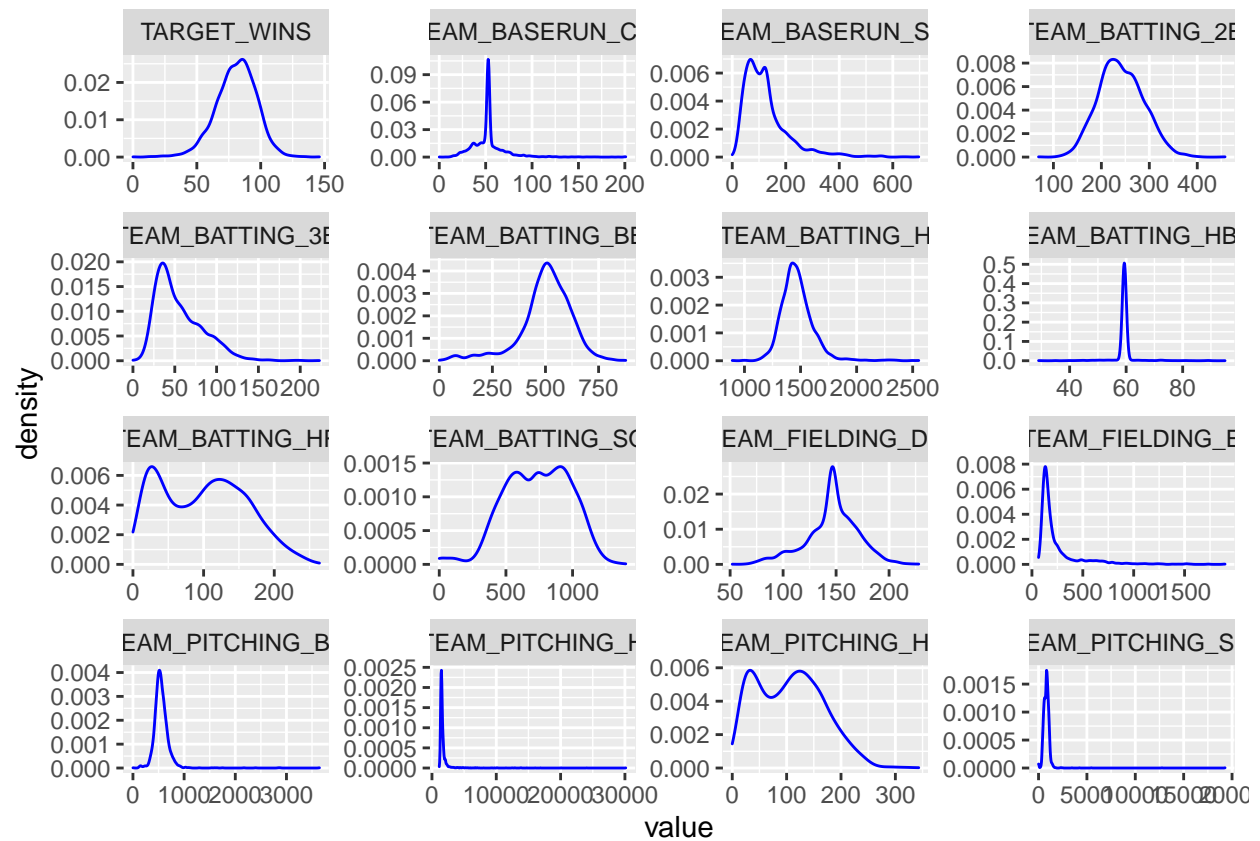 TARGET_WINS EAM_BASERUN_C EAM_BASERUN_S TEAM_BATTING_2B
0.02 0.01 0.00
0.09 0.06 0.03 0.00
0.006 0.004 0.002 0.000
0.008 0.006 0.004 0.002 0.000
0 50 100 150 0 50 100 150 200 0 200 400 600 100 200 300 400
TEAM_BATTING_3B TEAM_BATTING_BB TEAM_BATTING_H EAM_BATTING_HB
0.020 0.015 0.010 0.005 0.000
0.004 0.003 0.002 0.001 0.000
0.003 0.002 0.001 0.000
0.5 0.4 0.3 0.2 0.1 0.0
0 50 100 150 200 0 250 500 750 1000 1500 2000 2500 40 60 80
TEAM_BATTING_HR TEAM_BATTING_SO EAM_FIELDING_D TEAM_FIELDING_E
0.006 0.004 0.002 0.000
0.0015 0.0010 0.0005 0.0000
0.02 0.01 0.00
0.008 0.006 0.004 0.002 0.000
0 100 200 0 500 1000 50 100 150 200 0 500 1000 1500
EAM_PITCHING_B TEAM_PITCHING_H EAM_PITCHING_H EAM_PITCHING_S
0.004 0.003 0.002 0.001 0.000
0.0025 0.0020 0.0015 0.0010 0.0005 0.0000
0.006 0.004 0.002 0.000
0.0015 0.0010 0.0005 0.0000
0 1000 2000 3000 0 10000 20000 30000 0 100 200 300 0 5000 10000 15000 2000
density
value